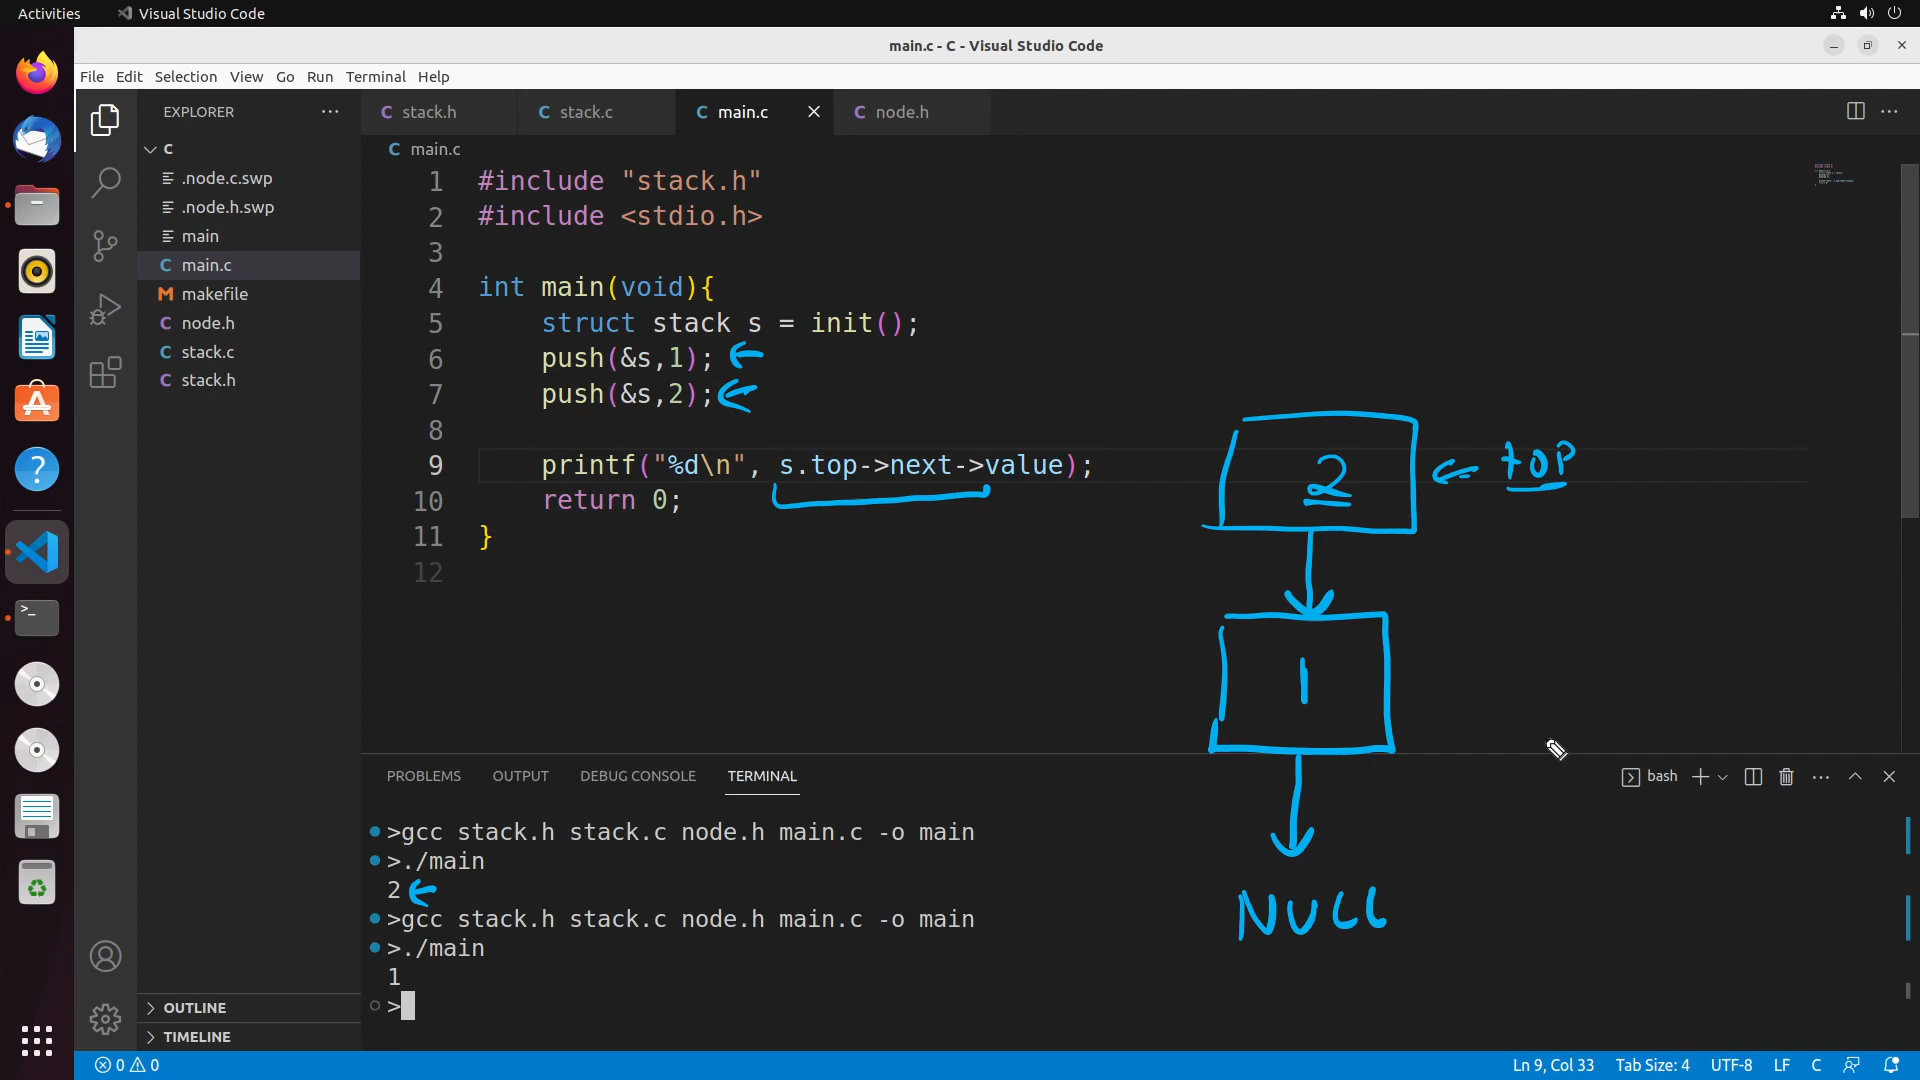 Activities
Visual Studio Code
main.c - C - Visual Studio Code
File Edit Selection View Go Run Terminal Help
EXPLORER
C
.node.c.swp
.node.h.swp
main
main.c
makefile
node.h
stack.c
stack.h
OUTLINE
TIMELINE
C stack.h
C stack.c
C main.c
C node.h
C main.c
1 #include "stack.h"
2 #include <stdio.h>
3
4 int main(void){
5 struct stack s = init();
6 push(&s,1);
7 push(&s,2);
8
9 printf("%d\n", s.top->next->value);
10 return 0;
11 }
12
2
top
1
NULL
PROBLEMS OUTPUT DEBUG CONSOLE TERMINAL
bash
>gcc stack.h stack.c node.h main.c -o main
>./main
2
>gcc stack.h stack.c node.h main.c -o main
>./main
1
>
0 0
Ln 9, Col 33 Tab Size: 4 UTF-8 LF C